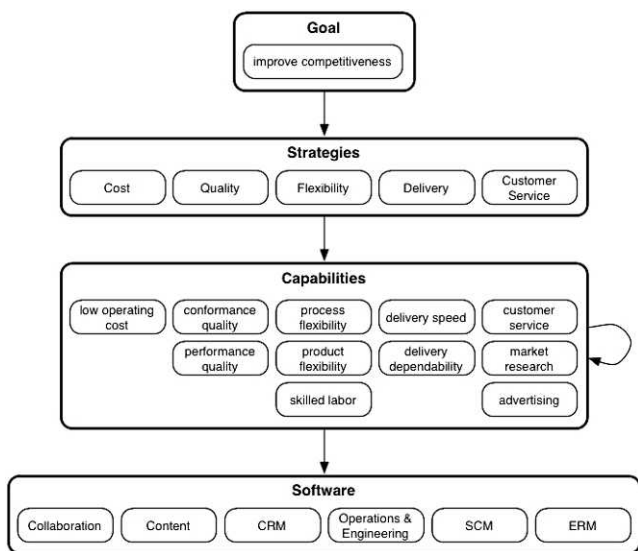 Goal
improve competitiveness
Strategies
Cost
Quality
Flexibility
Delivery
Customer
Service
Capabilities
low operating
cost
conformance
quality
process
flexibility
delivery speed
customer
service
performance
quality
product
flexibility
delivery
dependability
market
research
skilled labor
advertising
Software
Collaboration
Content
CRM
Operations &
Engineering
SCM
ERM